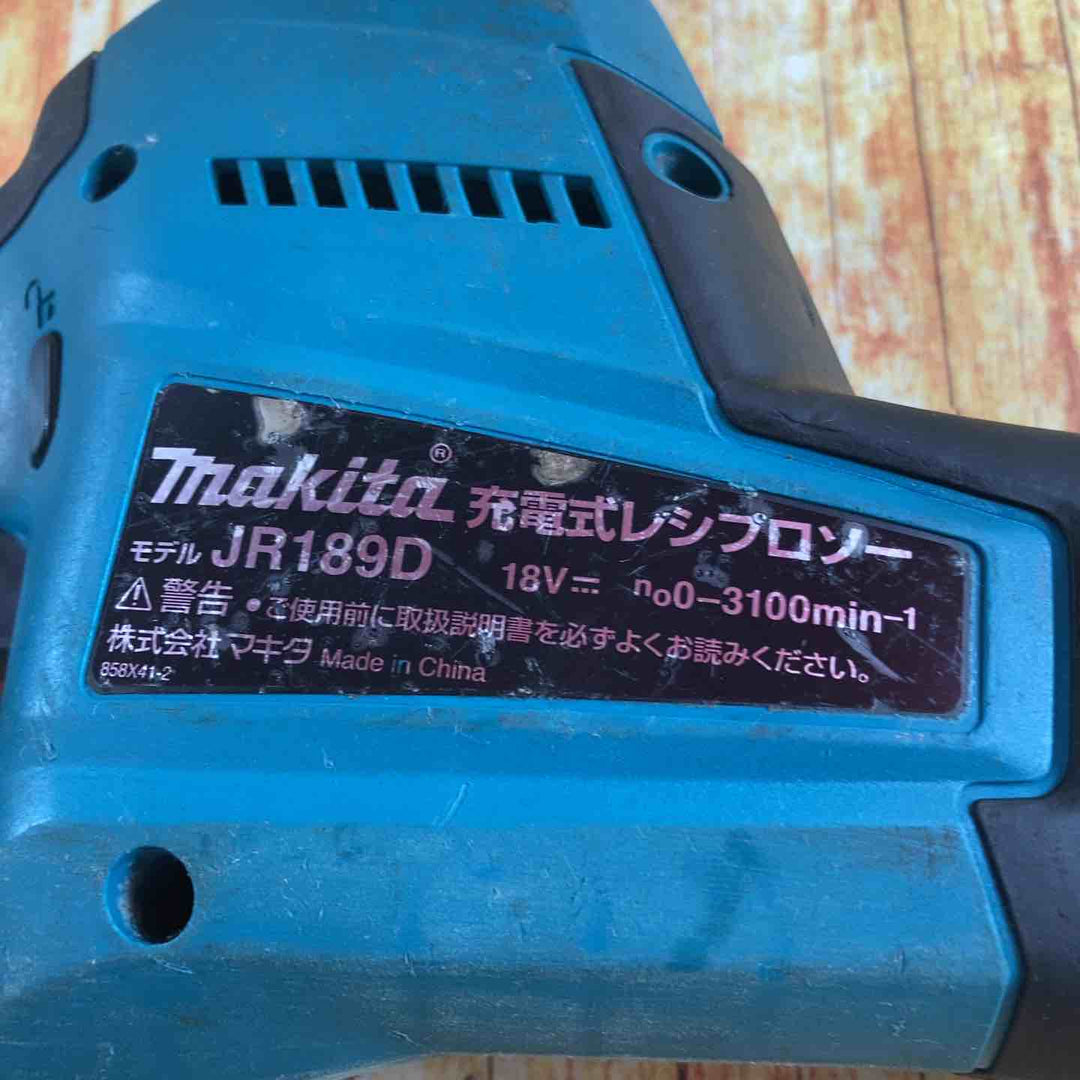 makita® 充電式レシプロソー
モデル JR189D 18V⎓ n₀0-3100min-1
⚠警告 •ご使用前に取扱説明書を必ずよくお読みください。
株式会社マキタ Made in China
858X41-2